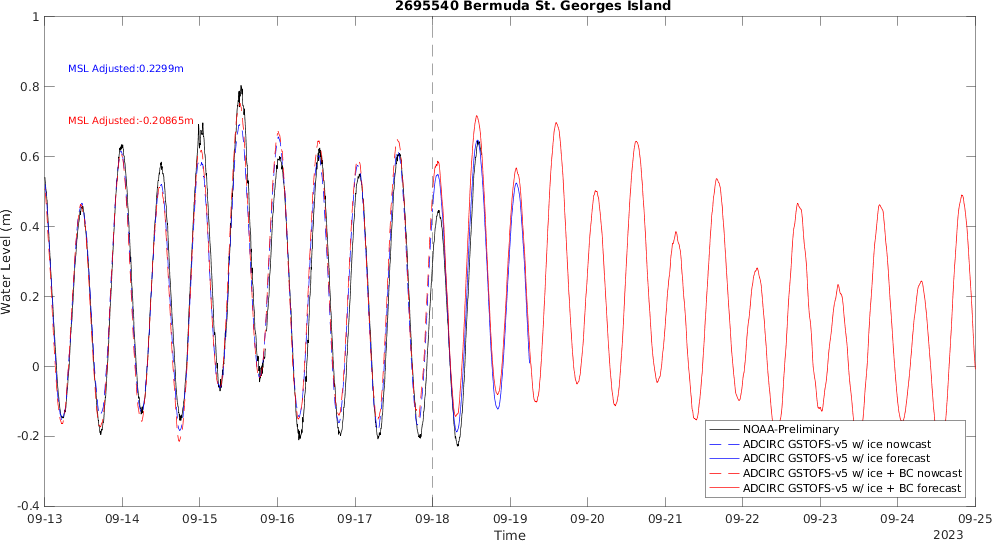 2695540 Bermuda St. Georges Island
1
0.8
0.6
0.4
0.2
0
-0.2
-0.4
Water Level (m)
MSL Adjusted:0.2299m
MSL Adjusted:-0.20865m
NOAA-Preliminary
ADCIRC GSTOFS-v5 w/ ice nowcast
ADCIRC GSTOFS-v5 w/ ice forecast
ADCIRC GSTOFS-v5 w/ ice + BC nowcast
ADCIRC GSTOFS-v5 w/ ice + BC forecast
09-13 09-14 09-15 09-16 09-17 09-18 09-19 09-20 09-21 09-22 09-23 09-24 09-25
Time
2023